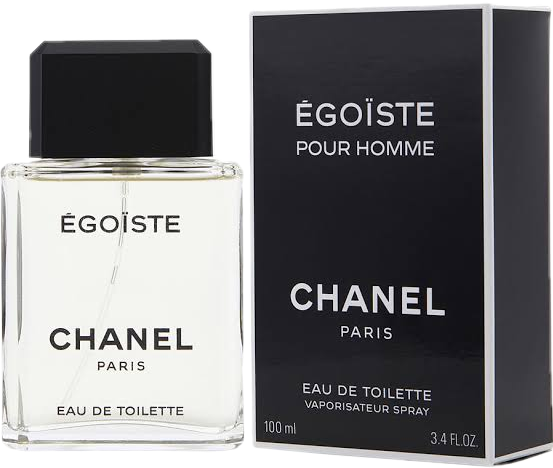 ÉGOÏSTE
CHANEL
PARIS
EAU DE TOILETTE
ÉGOÏSTE
POUR HOMME
CHANEL
PARIS
EAU DE TOILETTE
VAPORISATEUR SPRAY
100 ml 3.4 FL.OZ.